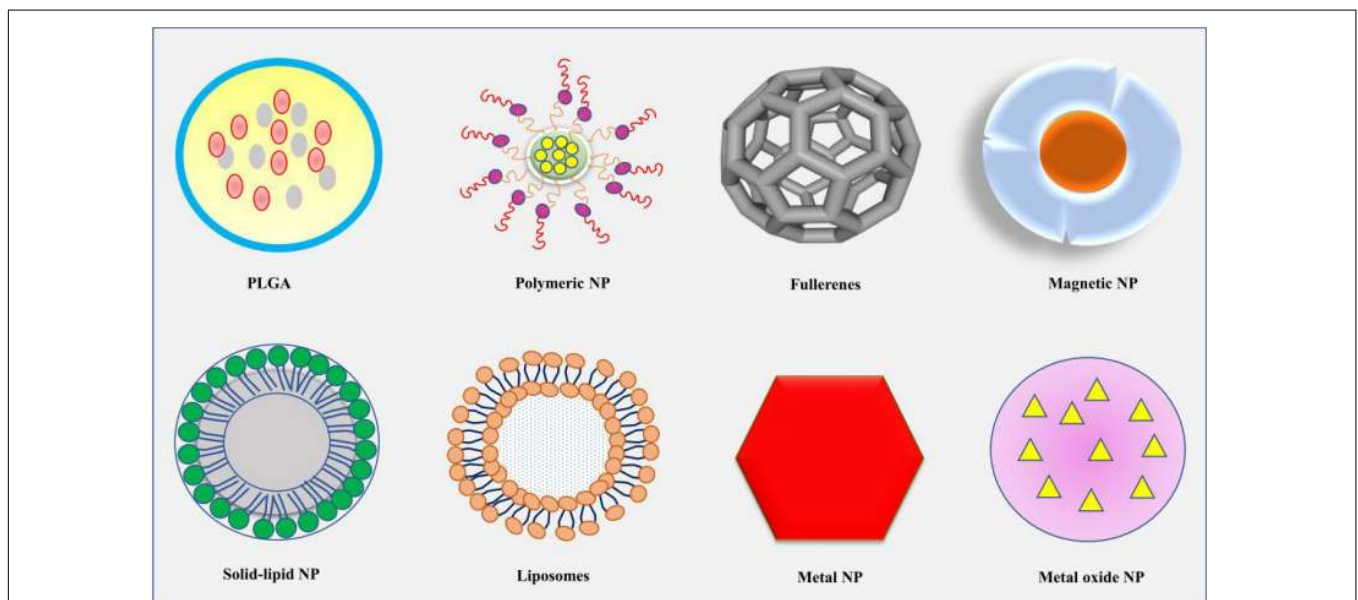 PLGA
Polymeric NP
Fullerenes
Magnetic NP
Solid-lipid NP
Liposomes
Metal NP
Metal oxide NP